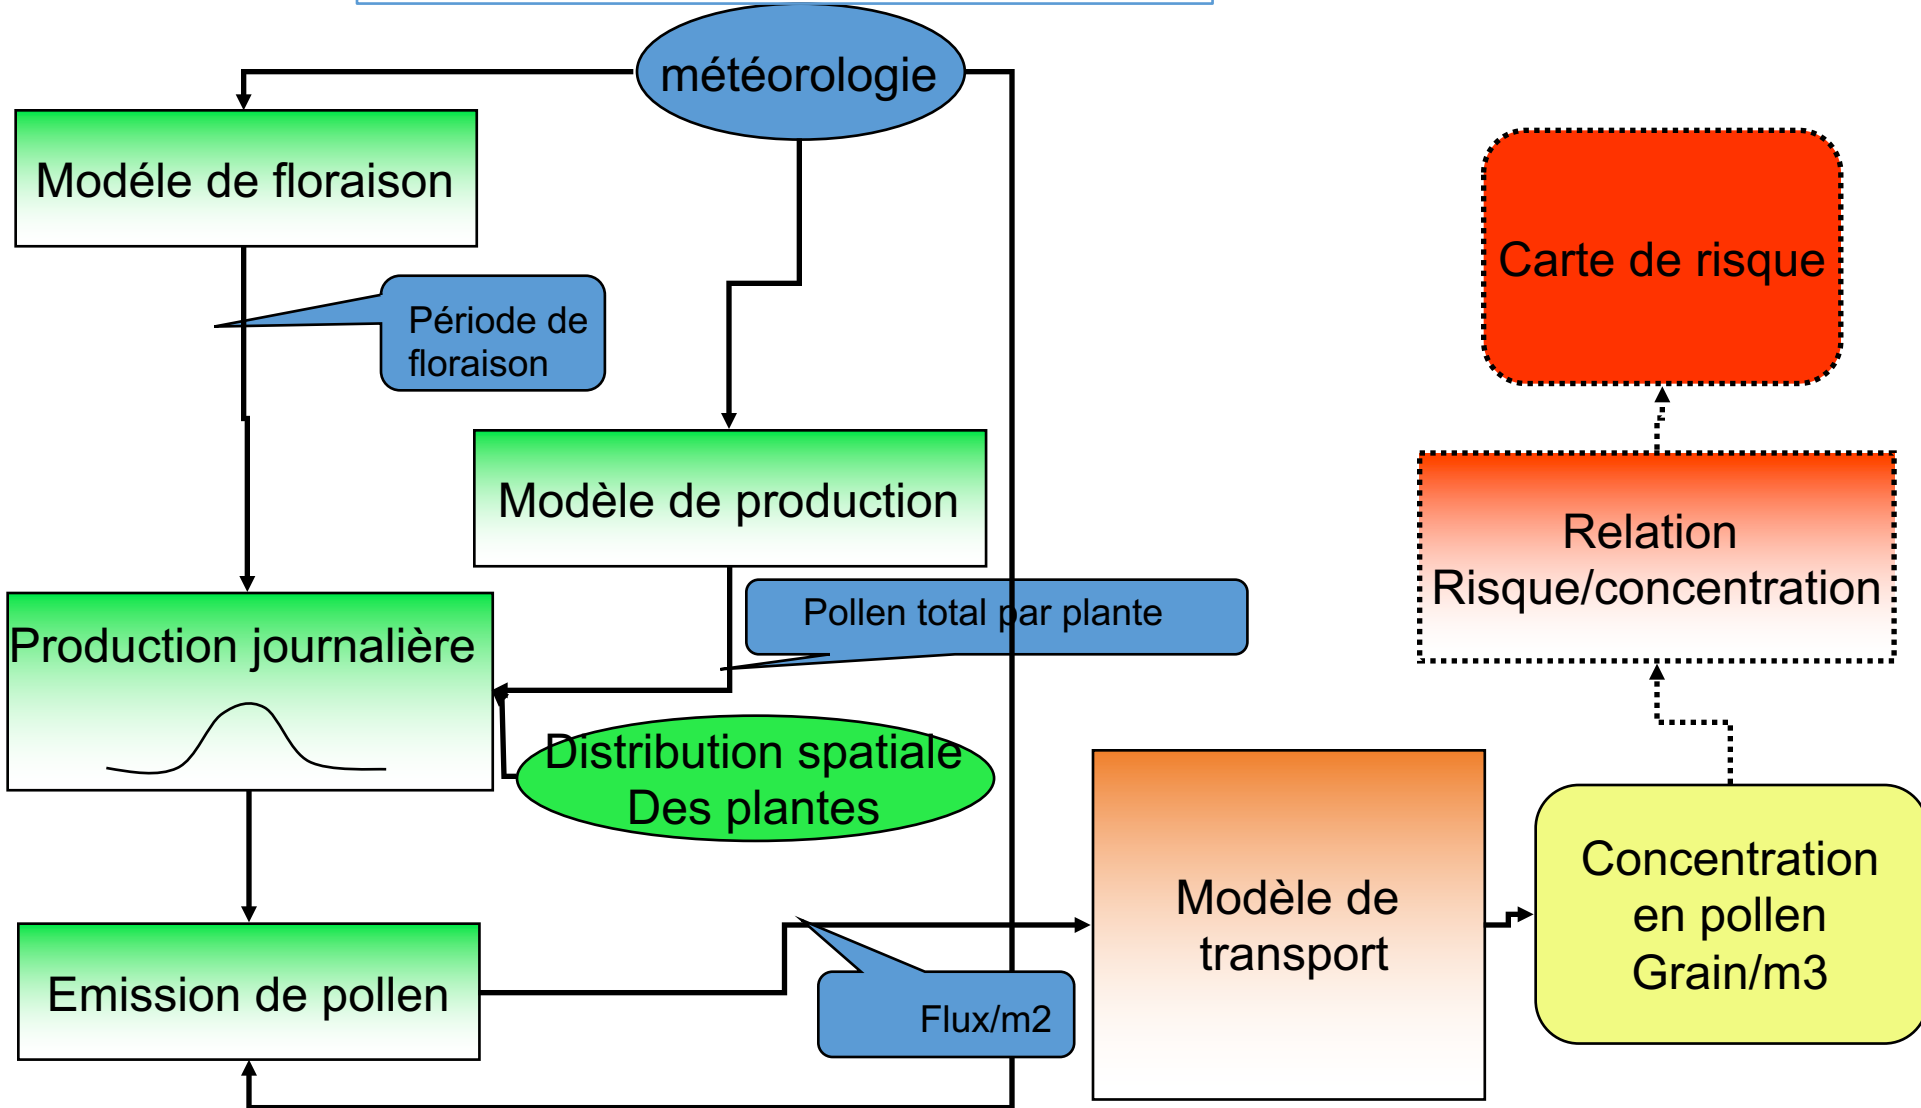 météorologie
Modéle de floraison
Carte de risque
Période de
floraison
Modèle de production
Relation
Risque/concentration
Pollen total par plante
Production journalière
Distribution spatiale
Des plantes
Modèle de
transport
Concentration
en pollen
Grain/m3
Emission de pollen
Flux/m2